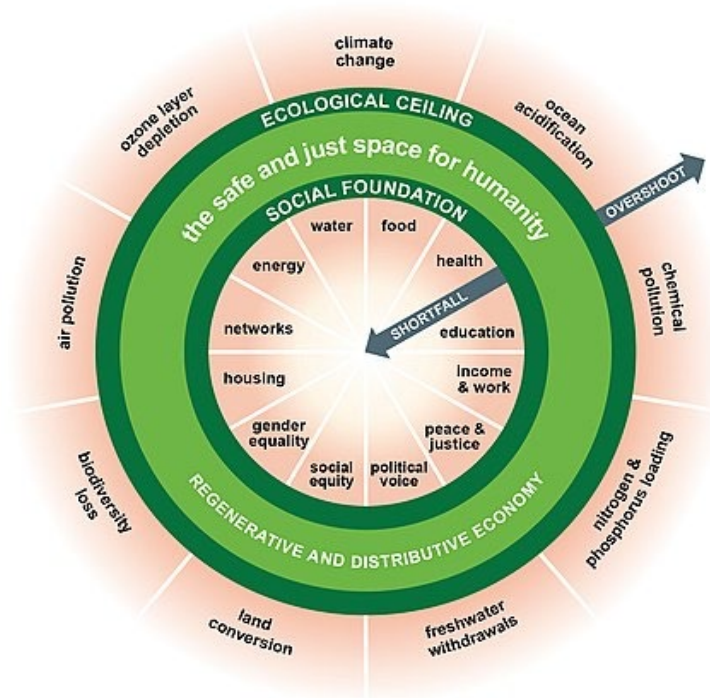 climate
change
ocean
acidification
OVERSHOOT
chemical
pollution
nitrogen &
phosphorus loading
freshwater
withdrawals
land
conversion
biodiversity
loss
air pollution
ozone layer
depletion
ECOLOGICAL CEILING
the safe and just space for humanity
SOCIAL FOUNDATION
water
food
health
SHORTFALL
education
income
& work
peace &
justice
political
voice
social
equity
gender
equality
housing
networks
energy
REGENERATIVE AND DISTRIBUTIVE ECONOMY